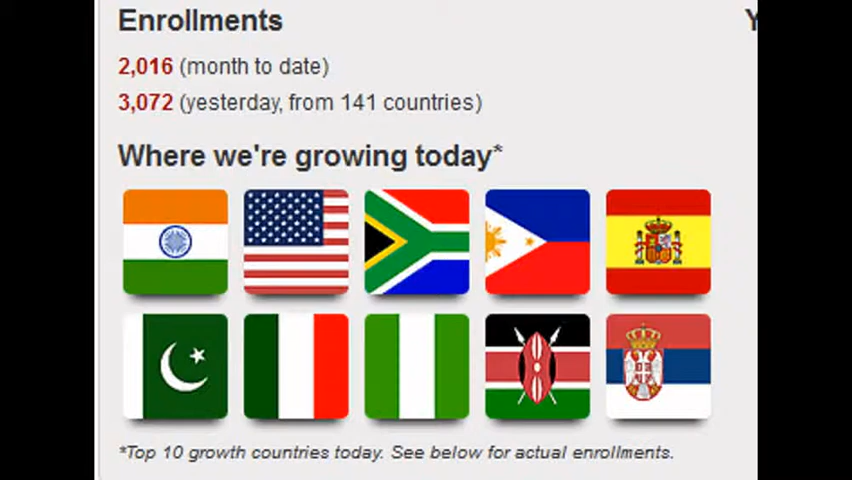 Enrollments
2,016 (month to date)
3,072 (yesterday, from 141 countries)
Where we're growing today*
*Top 10 growth countries today. See below for actual enrollments.